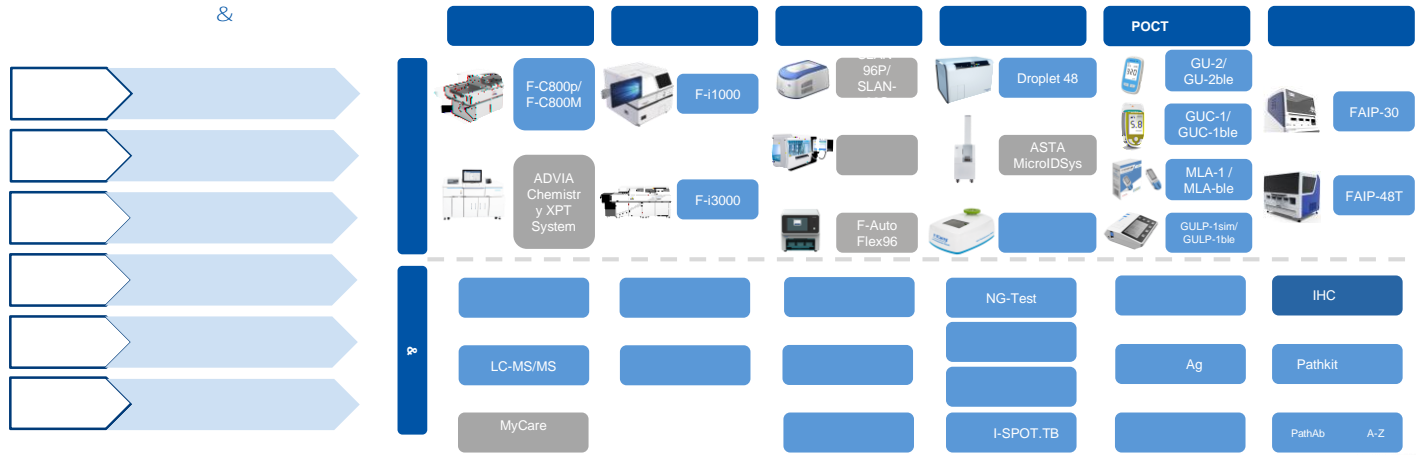 &
POCT
F-C800p/
F-C800M
F-i1000
96P/
SLAN-
Droplet 48
GU-2/
GU-2ble
FAIP-30
GUC-1/
GUC-1ble
ADVIA
Chemistr
y XPT
System
F-i3000
ASTA
MicroIDSys
MLA-1 /
MLA-ble
FAIP-48T
F-Auto
Flex96
GULP-1sim/
GULP-1ble
&
NG-Test
IHC
LC-MS/MS
Ag
Pathkit
MyCare
I-SPOT.TB
PathAb A-Z